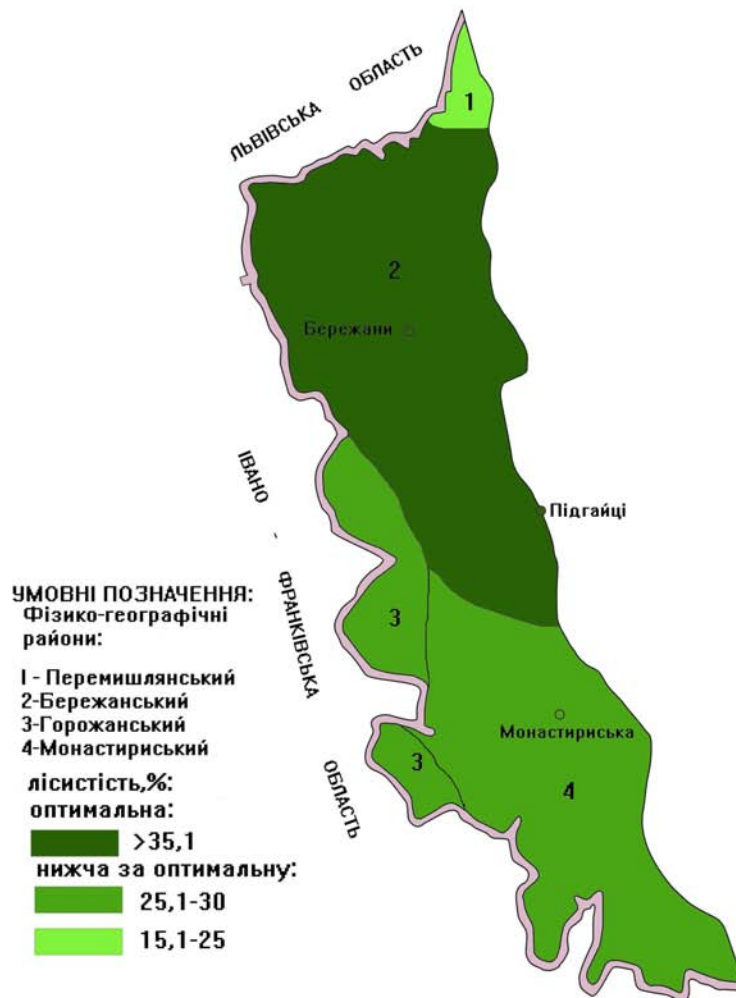 ЛЬВІВСЬКА ОБЛАСТЬ
1
2
Бережани
ІВАНО - ФРАНКІВСЬКА ОБЛАСТЬ
Підгайці
3
Монастириська
3
4
УМОВНІ ПОЗНАЧЕННЯ:
Фізико-географічні
райони:
І - Перемишлянський
2-Бережанський
3-Горожанський
4-Монастириський
лісистість,%:
оптимальна:
>35,1
нижча за оптимальну:
25,1-30
15,1-25